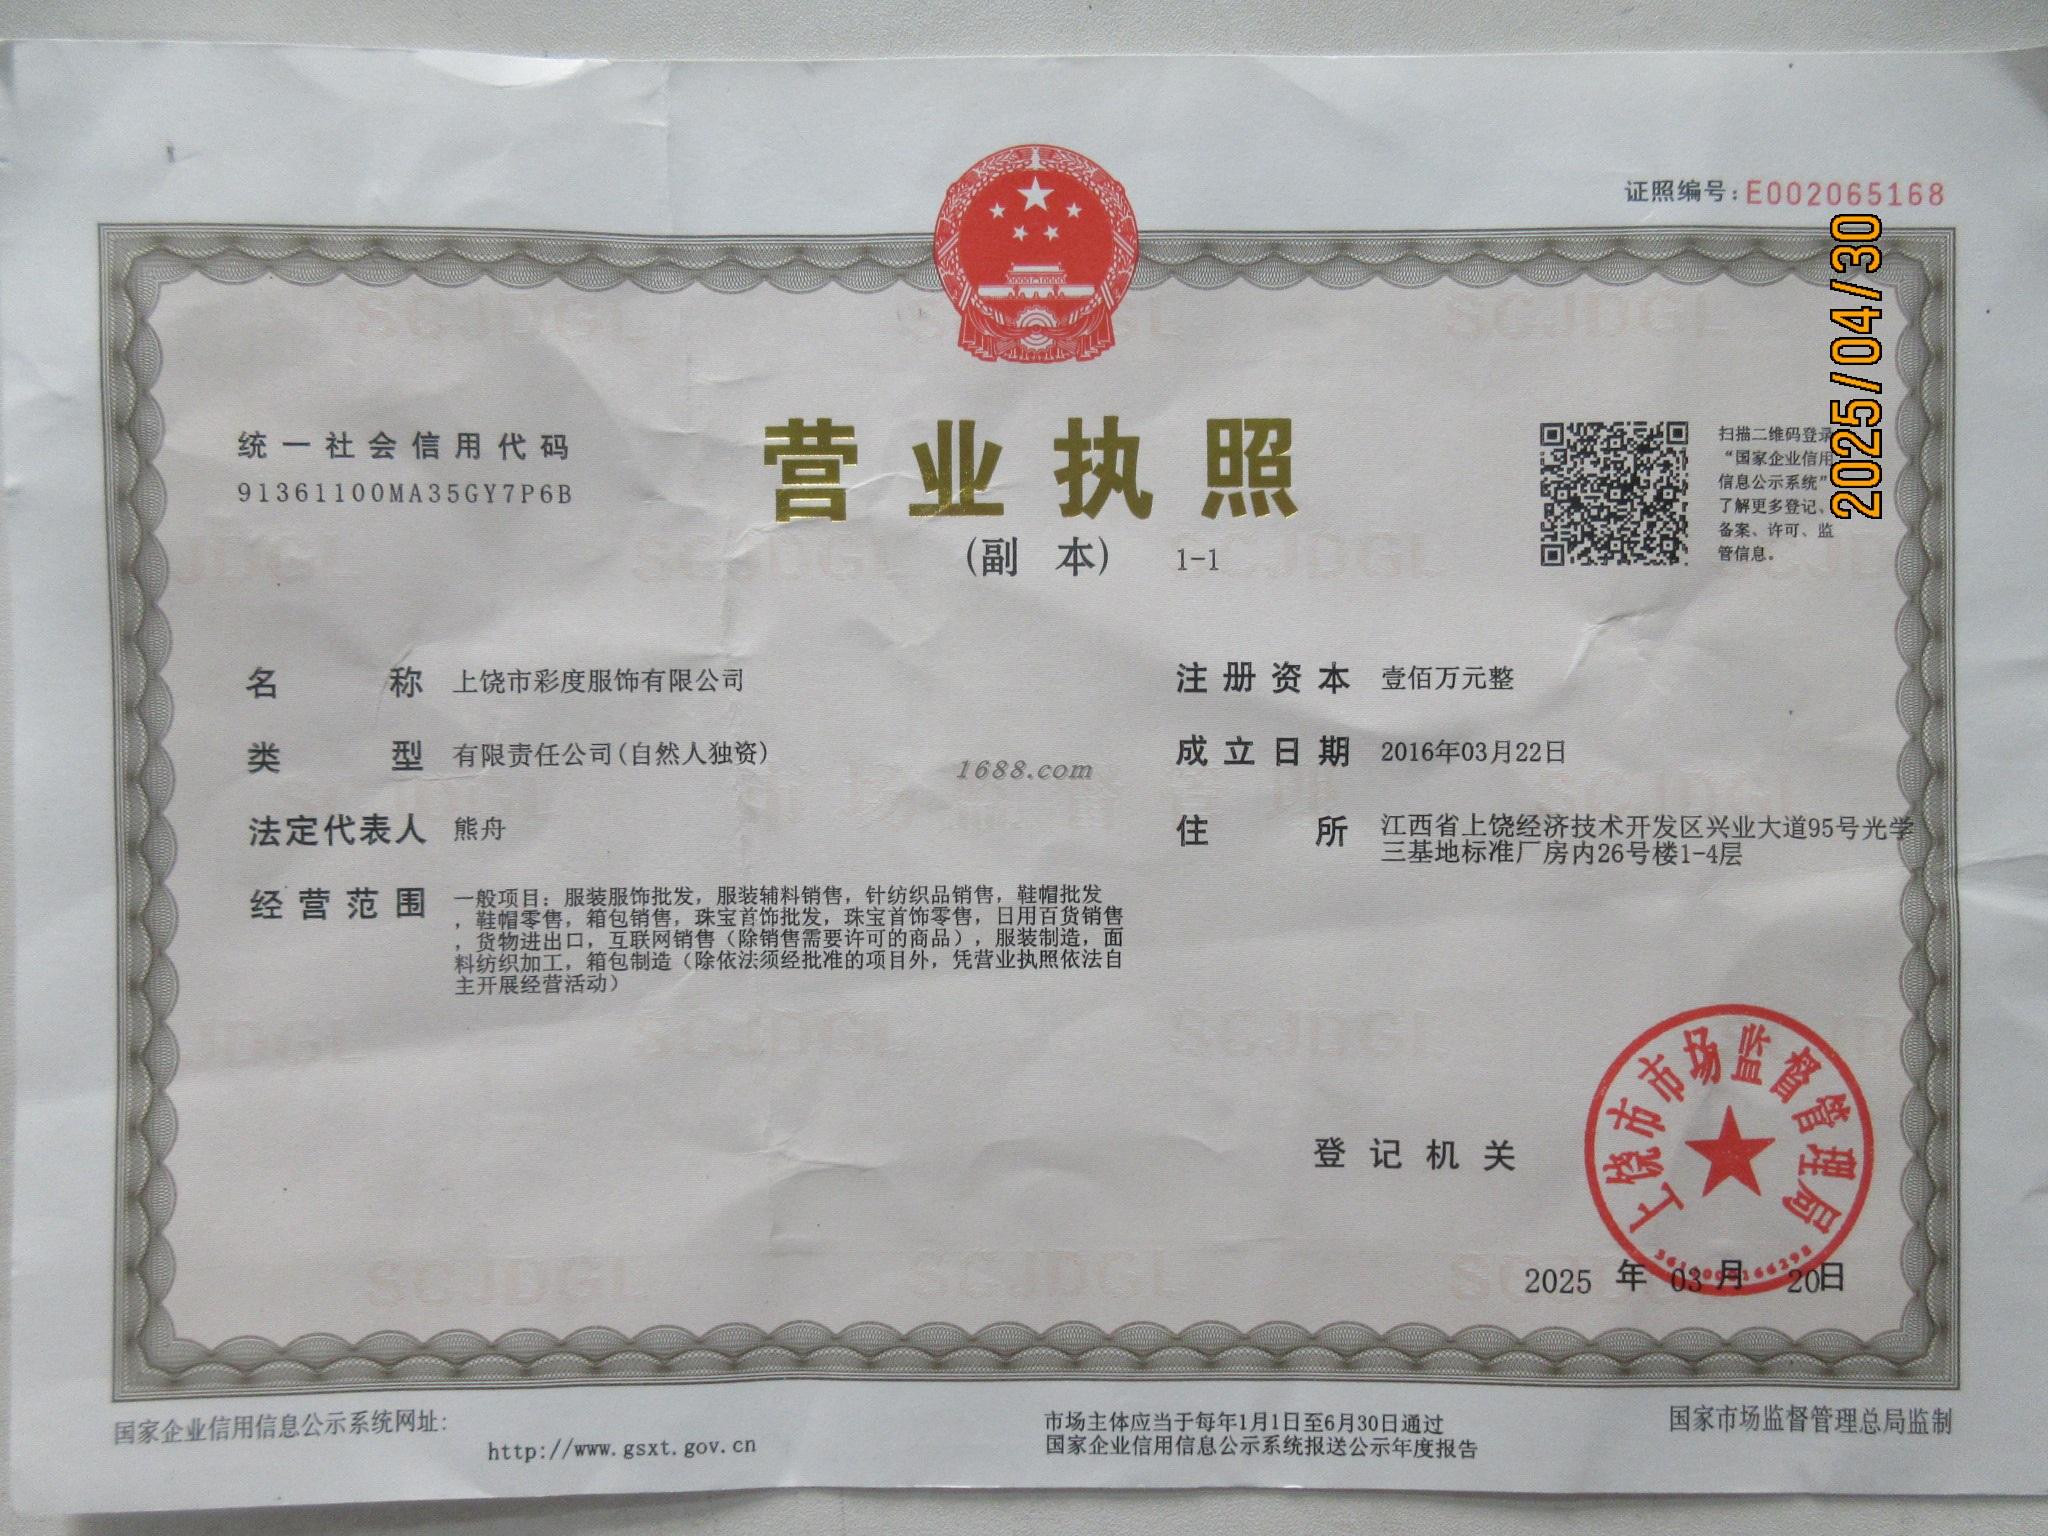 证照编号:E002065168
2025/04/30
统一社会信用代码
91361100MA35GY7P6B
营业执照
(副 本) 1-1
扫描二维码登录
“国家企业信用
信息公示系统”
了解更多登记、
备案、许可、监
管信息。
名 称 上饶市彩度服饰有限公司
类 型 有限责任公司(自然人独资)
法定代表人 熊舟
经营范围 一般项目：服装服饰批发，服装辅料销售，针纺织品销售，鞋帽批发
，鞋帽零售，箱包销售，珠宝首饰批发，珠宝首饰零售，日用百货销售
，货物进出口，互联网销售（除销售需要许可的商品），服装制造，面
料纺织加工，箱包制造（除依法须经批准的项目外，凭营业执照依法自
主开展经营活动）
注册资本 壹佰万元整
成立日期 2016年03月22日
住 所 江西省上饶经济技术开发区兴业大道95号光学
三基地标准厂房内26号楼1-4层
1688.com
登记机关
上饶市市场监督管理局
2025 年 03 月 20日
国家企业信用信息公示系统网址:
http://www.gsxt.gov.cn
市场主体应当于每年1月1日至6月30日通过
国家企业信用信息公示系统报送公示年度报告
国家市场监督管理总局监制
SCJDGL